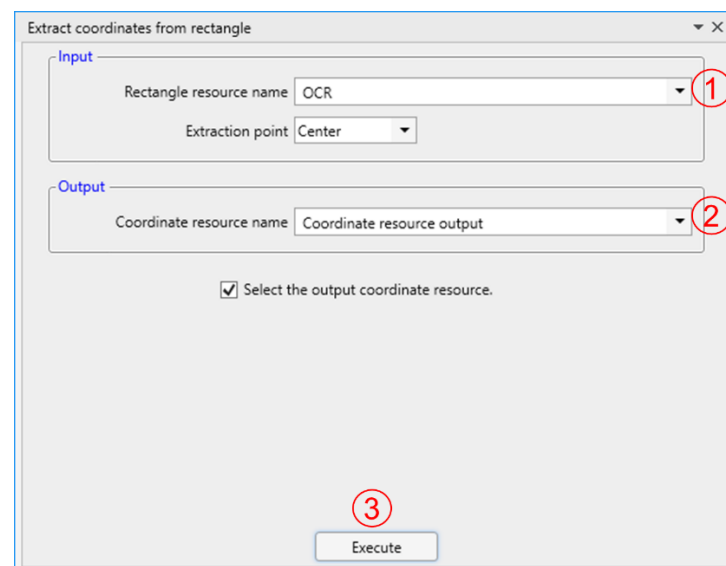 Extract coordinates from rectangle
Input
Rectangle resource name OCR ①
Extraction point Center
Output
Coordinate resource name Coordinate resource output ②
Select the output coordinate resource.
③
Execute